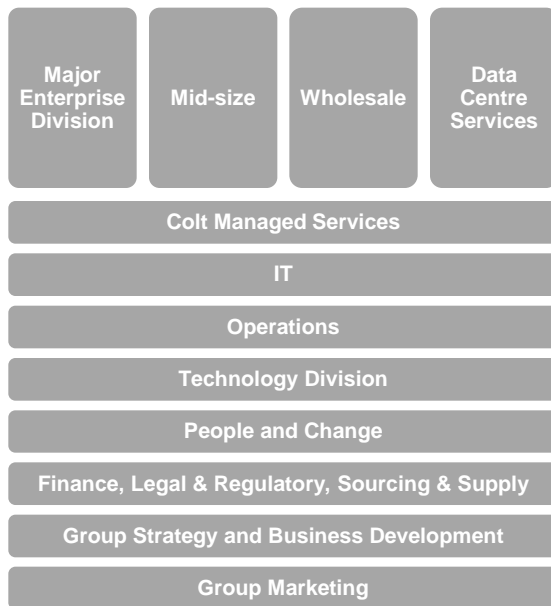 Major
Enterprise
Division
Mid-size
Wholesale
Data
Centre
Services
Colt Managed Services
IT
Operations
Technology Division
People and Change
Finance, Legal & Regulatory, Sourcing & Supply
Group Strategy and Business Development
Group Marketing